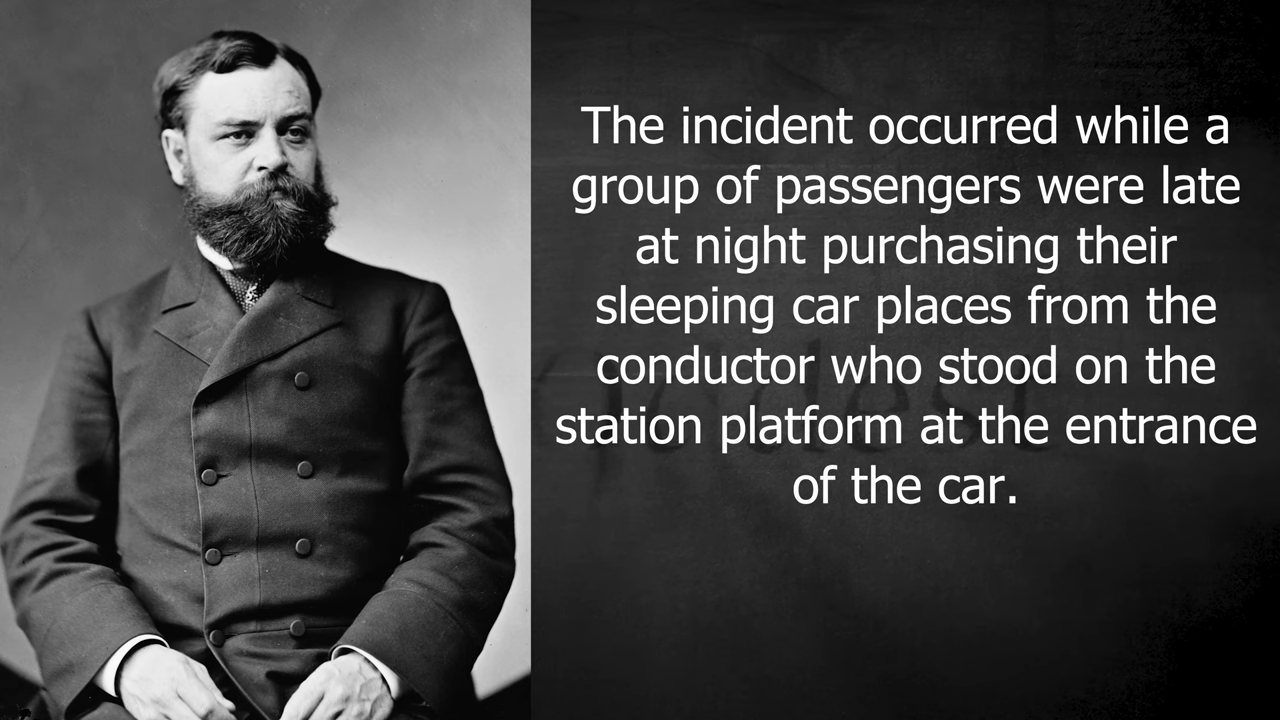 The incident occurred while a
group of passengers were late
at night purchasing their
sleeping car places from the
conductor who stood on the
station platform at the entrance
of the car.